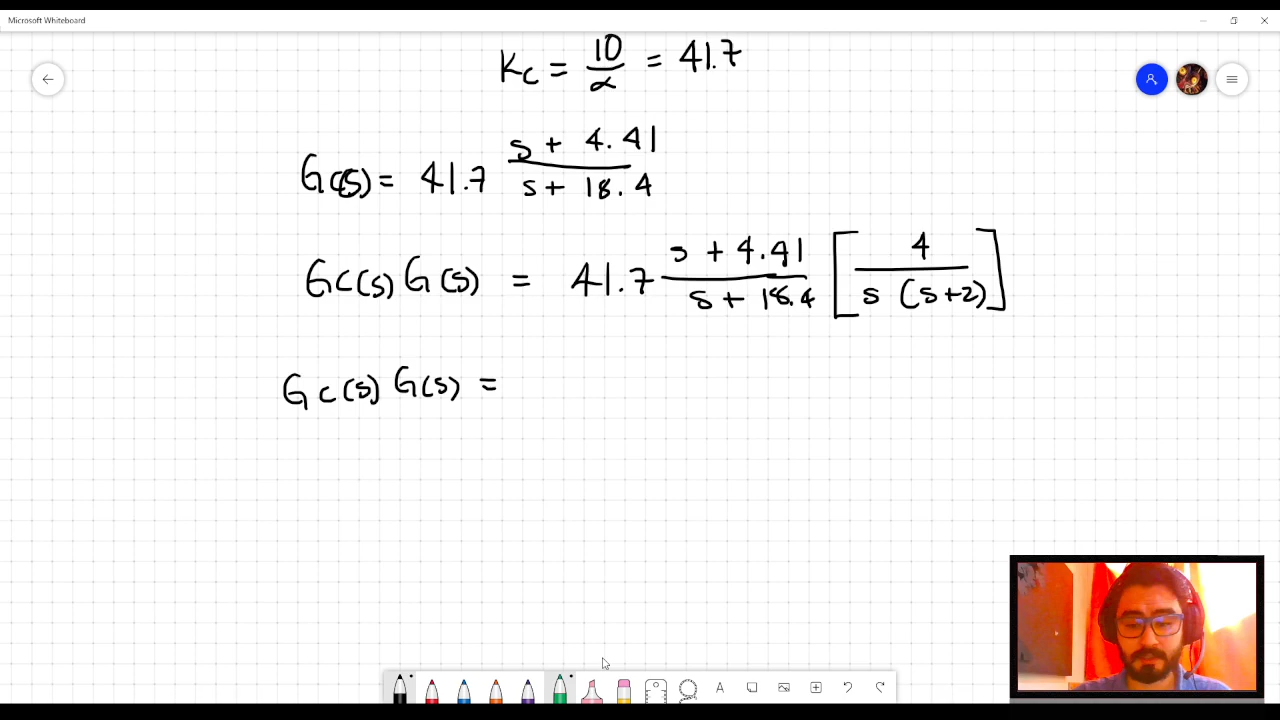 Microsoft Whiteboard
Kc = 10/α = 41.7
Gc(s) = 41.7 (s + 4.41)/(s + 18.4)
Gc(s) G(s) = 41.7 (s + 4.41)/(s + 18.4) [4/(s (s+2))]
Gc(s) G(s) =
A